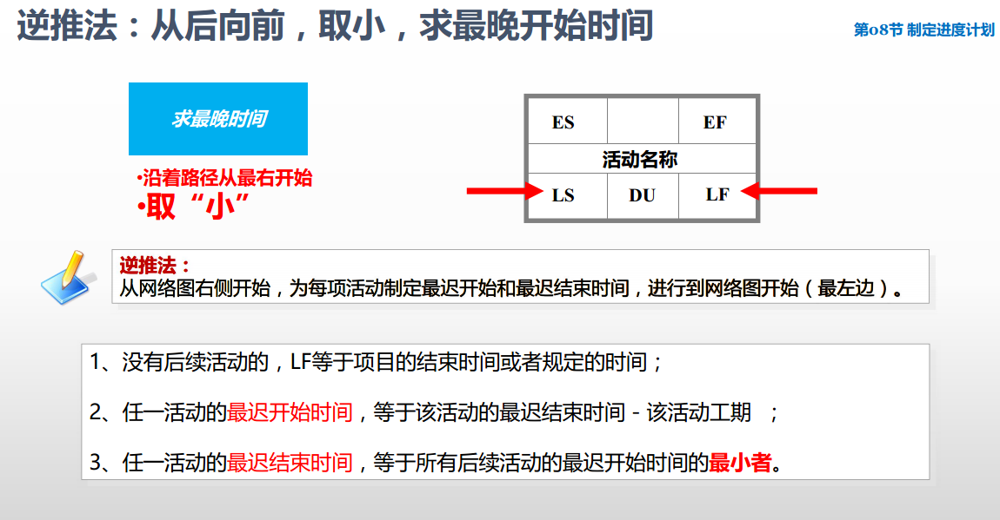 逆推法：从后向前，取小，求最晚开始时间
第08节 制定进度计划
求最晚时间
•沿着路径从最右开始
•取“小”
ES EF
活动名称
LS DU LF
逆推法：
从网络图右侧开始，为每项活动制定最迟开始和最迟结束时间，进行到网络图开始（最左边）。
1、没有后续活动的，LF等于项目的结束时间或者规定的时间；
2、任一活动的最迟开始时间，等于该活动的最迟结束时间 - 该活动工期 ；
3、任一活动的最迟结束时间，等于所有后续活动的最迟开始时间的最小者。